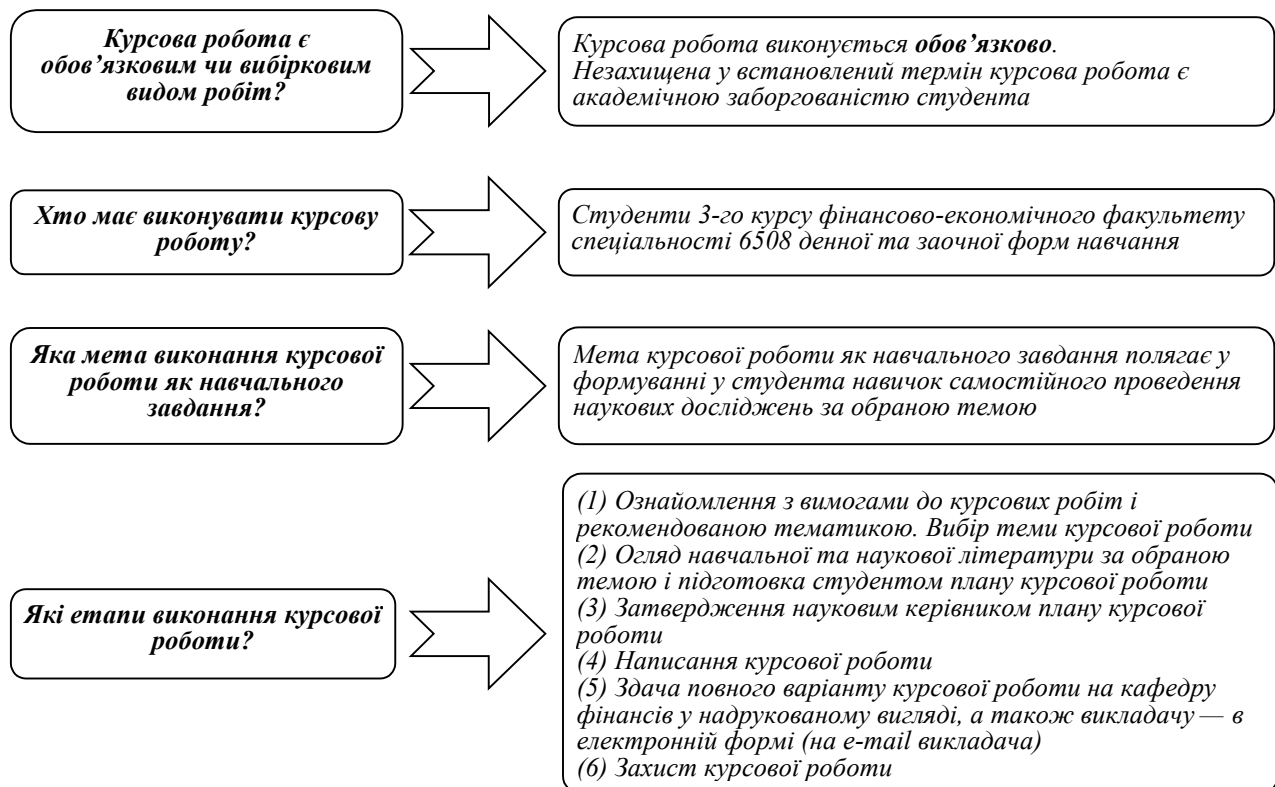 Курсова робота є
обов’язковим чи вибірковим
видом робіт?
Курсова робота виконується обов’язково.
Незахищена у встановлений термін курсова робота є
академічною заборгованістю студента
Хто має виконувати курсову
роботу?
Студенти 3-го курсу фінансово-економічного факультету
спеціальності 6508 денної та заочної форм навчання
Яка мета виконання курсової
роботи як навчального
завдання?
Мета курсової роботи як навчального завдання полягає у
формуванні у студента навичок самостійного проведення
наукових досліджень за обраною темою
Які етапи виконання курсової
роботи?
(1) Ознайомлення з вимогами до курсових робіт і
рекомендованою тематикою. Вибір теми курсової роботи
(2) Огляд навчальної та наукової літератури за обраною
темою і підготовка студентом плану курсової роботи
(3) Затвердження науковим керівником плану курсової
роботи
(4) Написання курсової роботи
(5) Здача повного варіанту курсової роботи на кафедру
фінансів у надрукованому вигляді, а також викладачу — в
електронній формі (на e-mail викладача)
(6) Захист курсової роботи